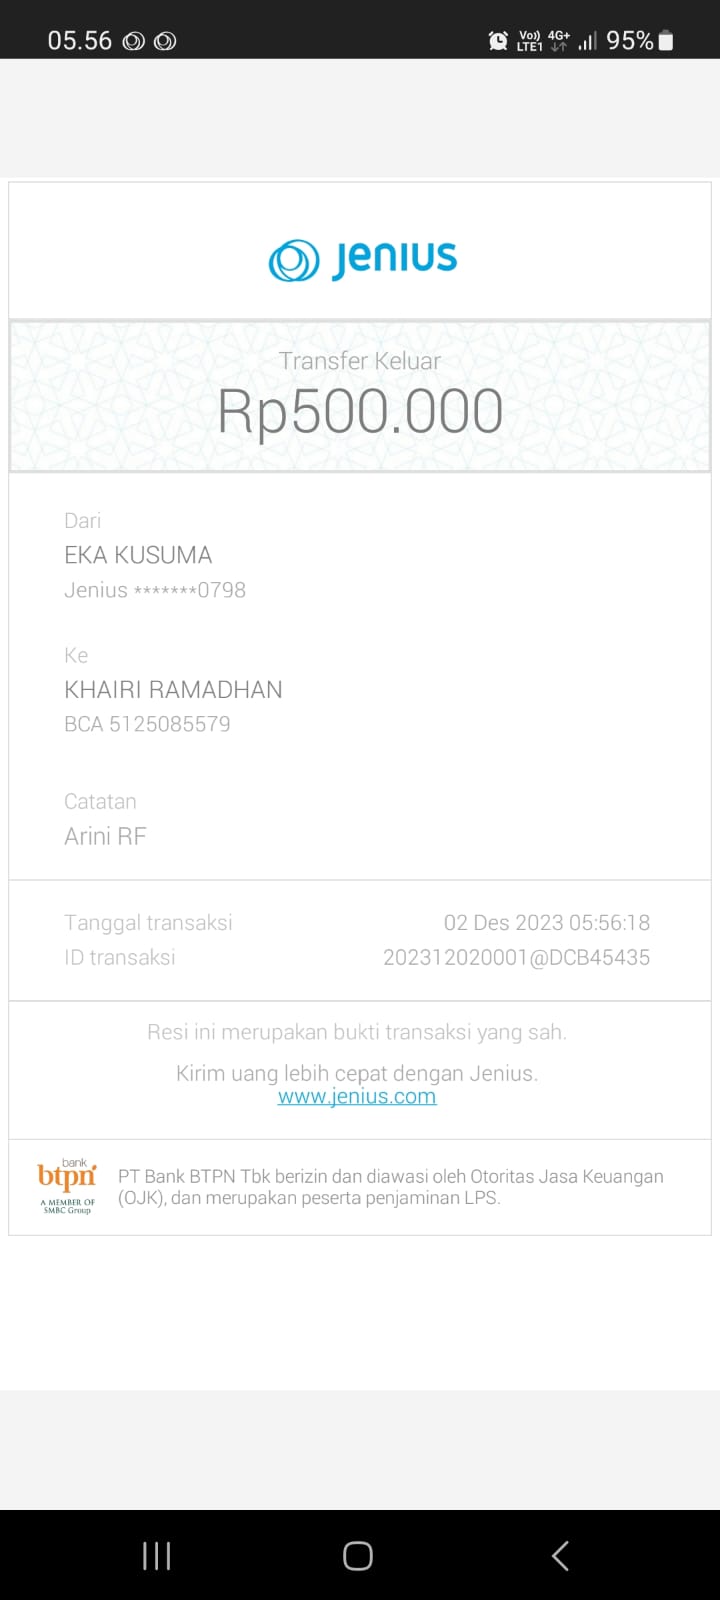 05.56
Vo)) 4G+
LTE1
95%
Jenius
Transfer Keluar
Rp500.000
Dari
EKA KUSUMA
Jenius *******0798
Ke
KHAIRI RAMADHAN
BCA 5125085579
Catatan
Arini RF
Tanggal transaksi 02 Des 2023 05:56:18
ID transaksi 202312020001@DCB45435
Resi ini merupakan bukti transaksi yang sah.
Kirim uang lebih cepat dengan Jenius.
www.jenius.com
bank
btpn
A MEMBER OF
SMBC Group
PT Bank BTPN Tbk berizin dan diawasi oleh Otoritas Jasa Keuangan
(OJK), dan merupakan peserta penjaminan LPS.